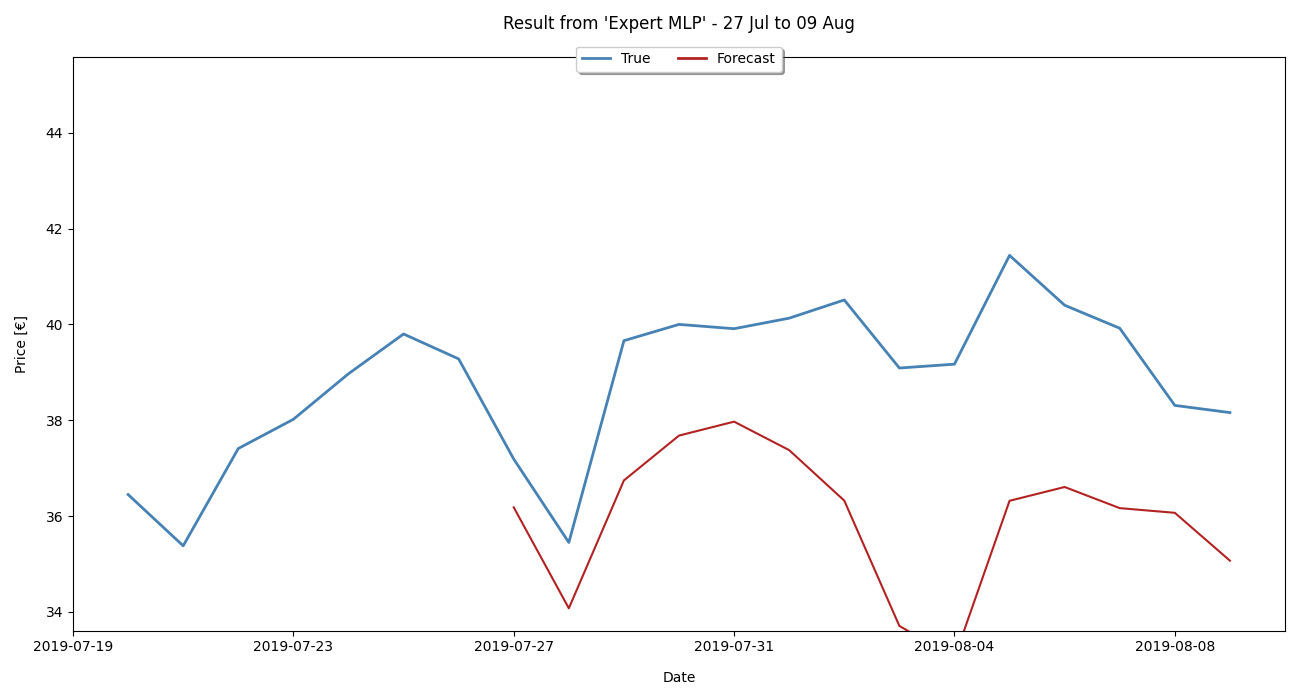 Result from 'Expert MLP' - 27 Jul to 09 Aug
True Forecast
44
42
40
38
36
34
Price [€]
2019-07-19 2019-07-23 2019-07-27 2019-07-31 2019-08-04 2019-08-08
Date